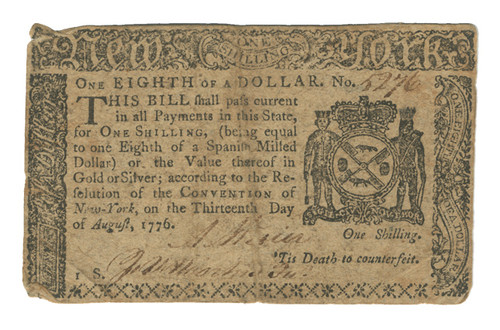 New ONE SHILLING York
ONE EIGHTH OF A DOLLAR. No. 5276
THIS BILL shall paſs current
in all Payments in this State,
for ONE SHILLING, (being equal
to one Eighth of a Spaniſh Milled
Dollar) or the Value thereof in
Gold or Silver; according to the Re-
ſolution of the CONVENTION of
New-York, on the Thirteenth Day
of Auguſt, 1776.
One Shilling.
'Tis Death to counterfeit.
1 S.